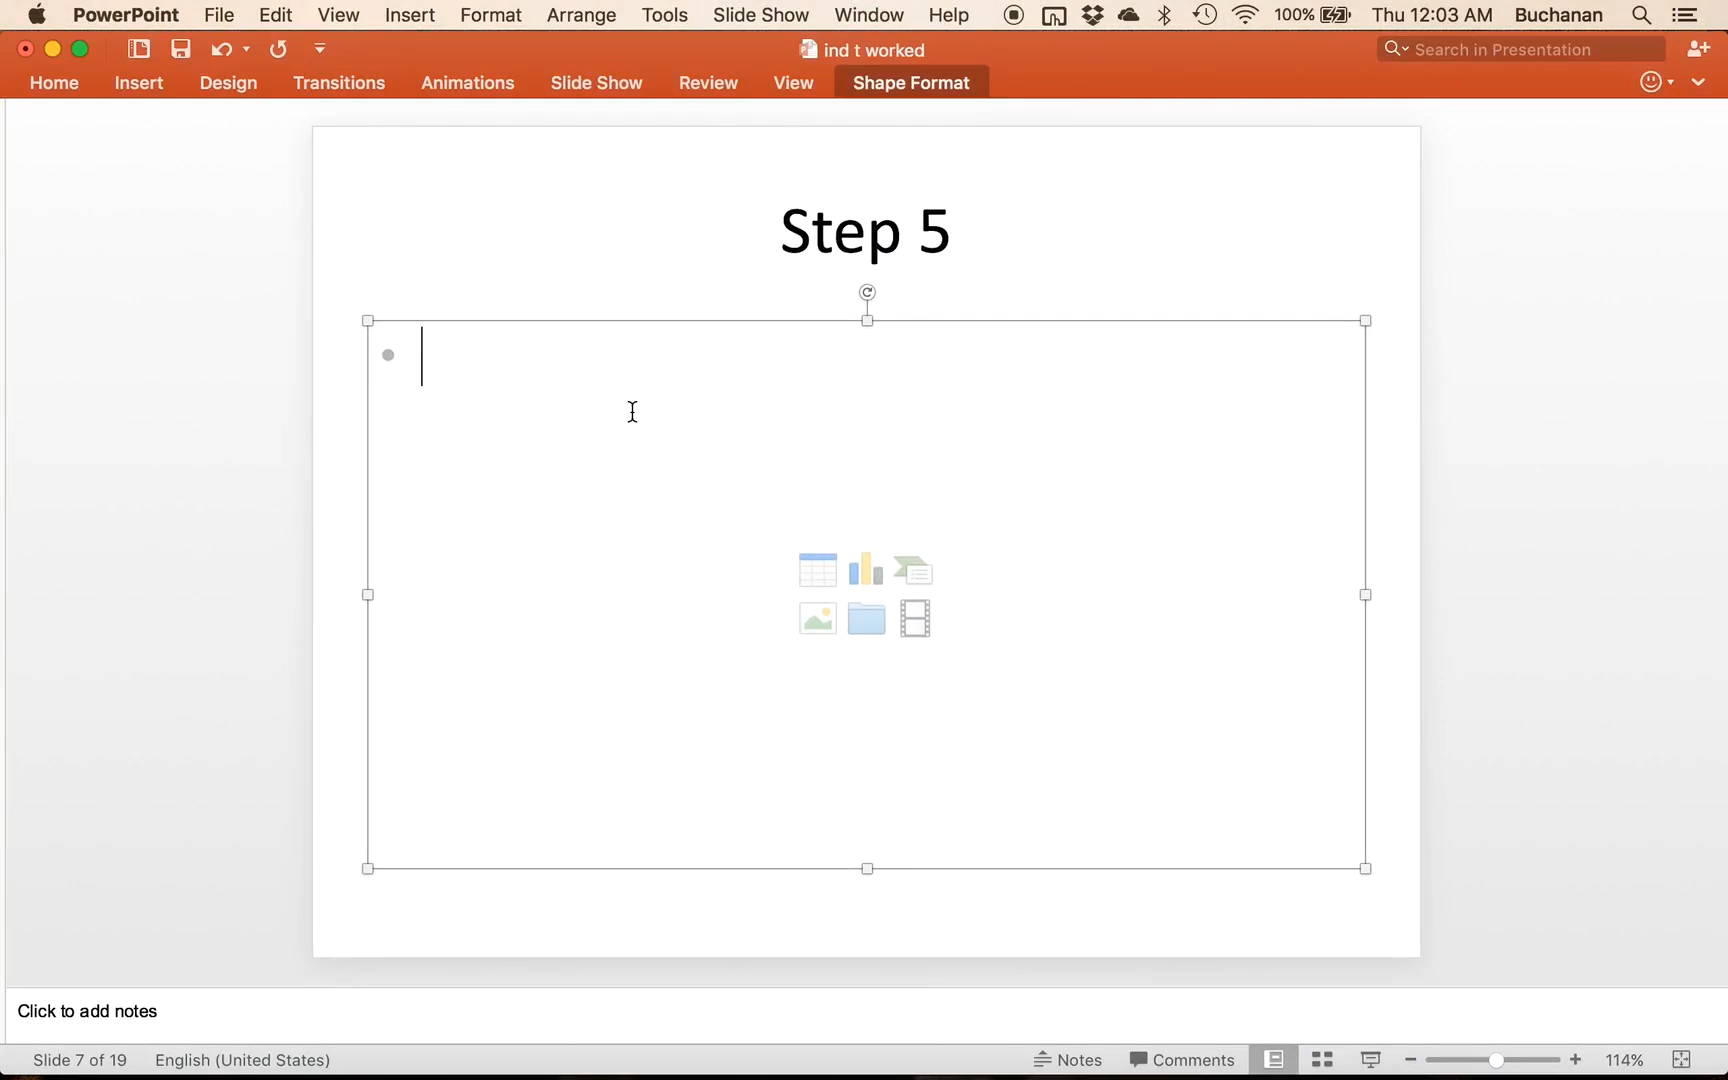 PowerPoint File Edit View Insert Format Arrange Tools Slide Show Window Help 100% Thu 12:03 AM Buchanan
ind t worked
Search in Presentation
Home Insert Design Transitions Animations Slide Show Review View Shape Format
Step 5
Click to add notes
Slide 7 of 19 English (United States) Notes Comments 114%